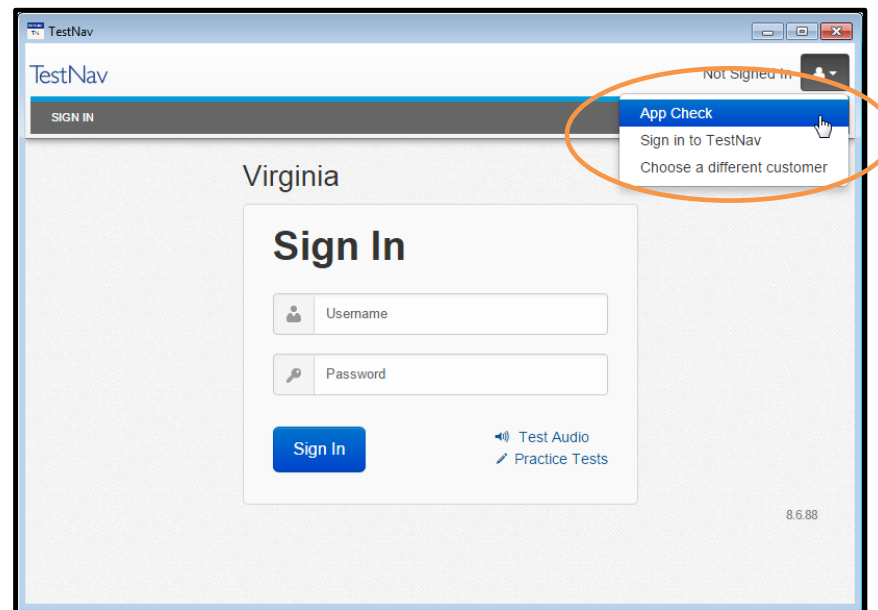 TestNav
TestNav
Not Signed In
SIGN IN
App Check
Sign in to TestNav
Choose a different customer
Virginia
Sign In
Username
Password
Sign In
Test Audio
Practice Tests
8.6.88